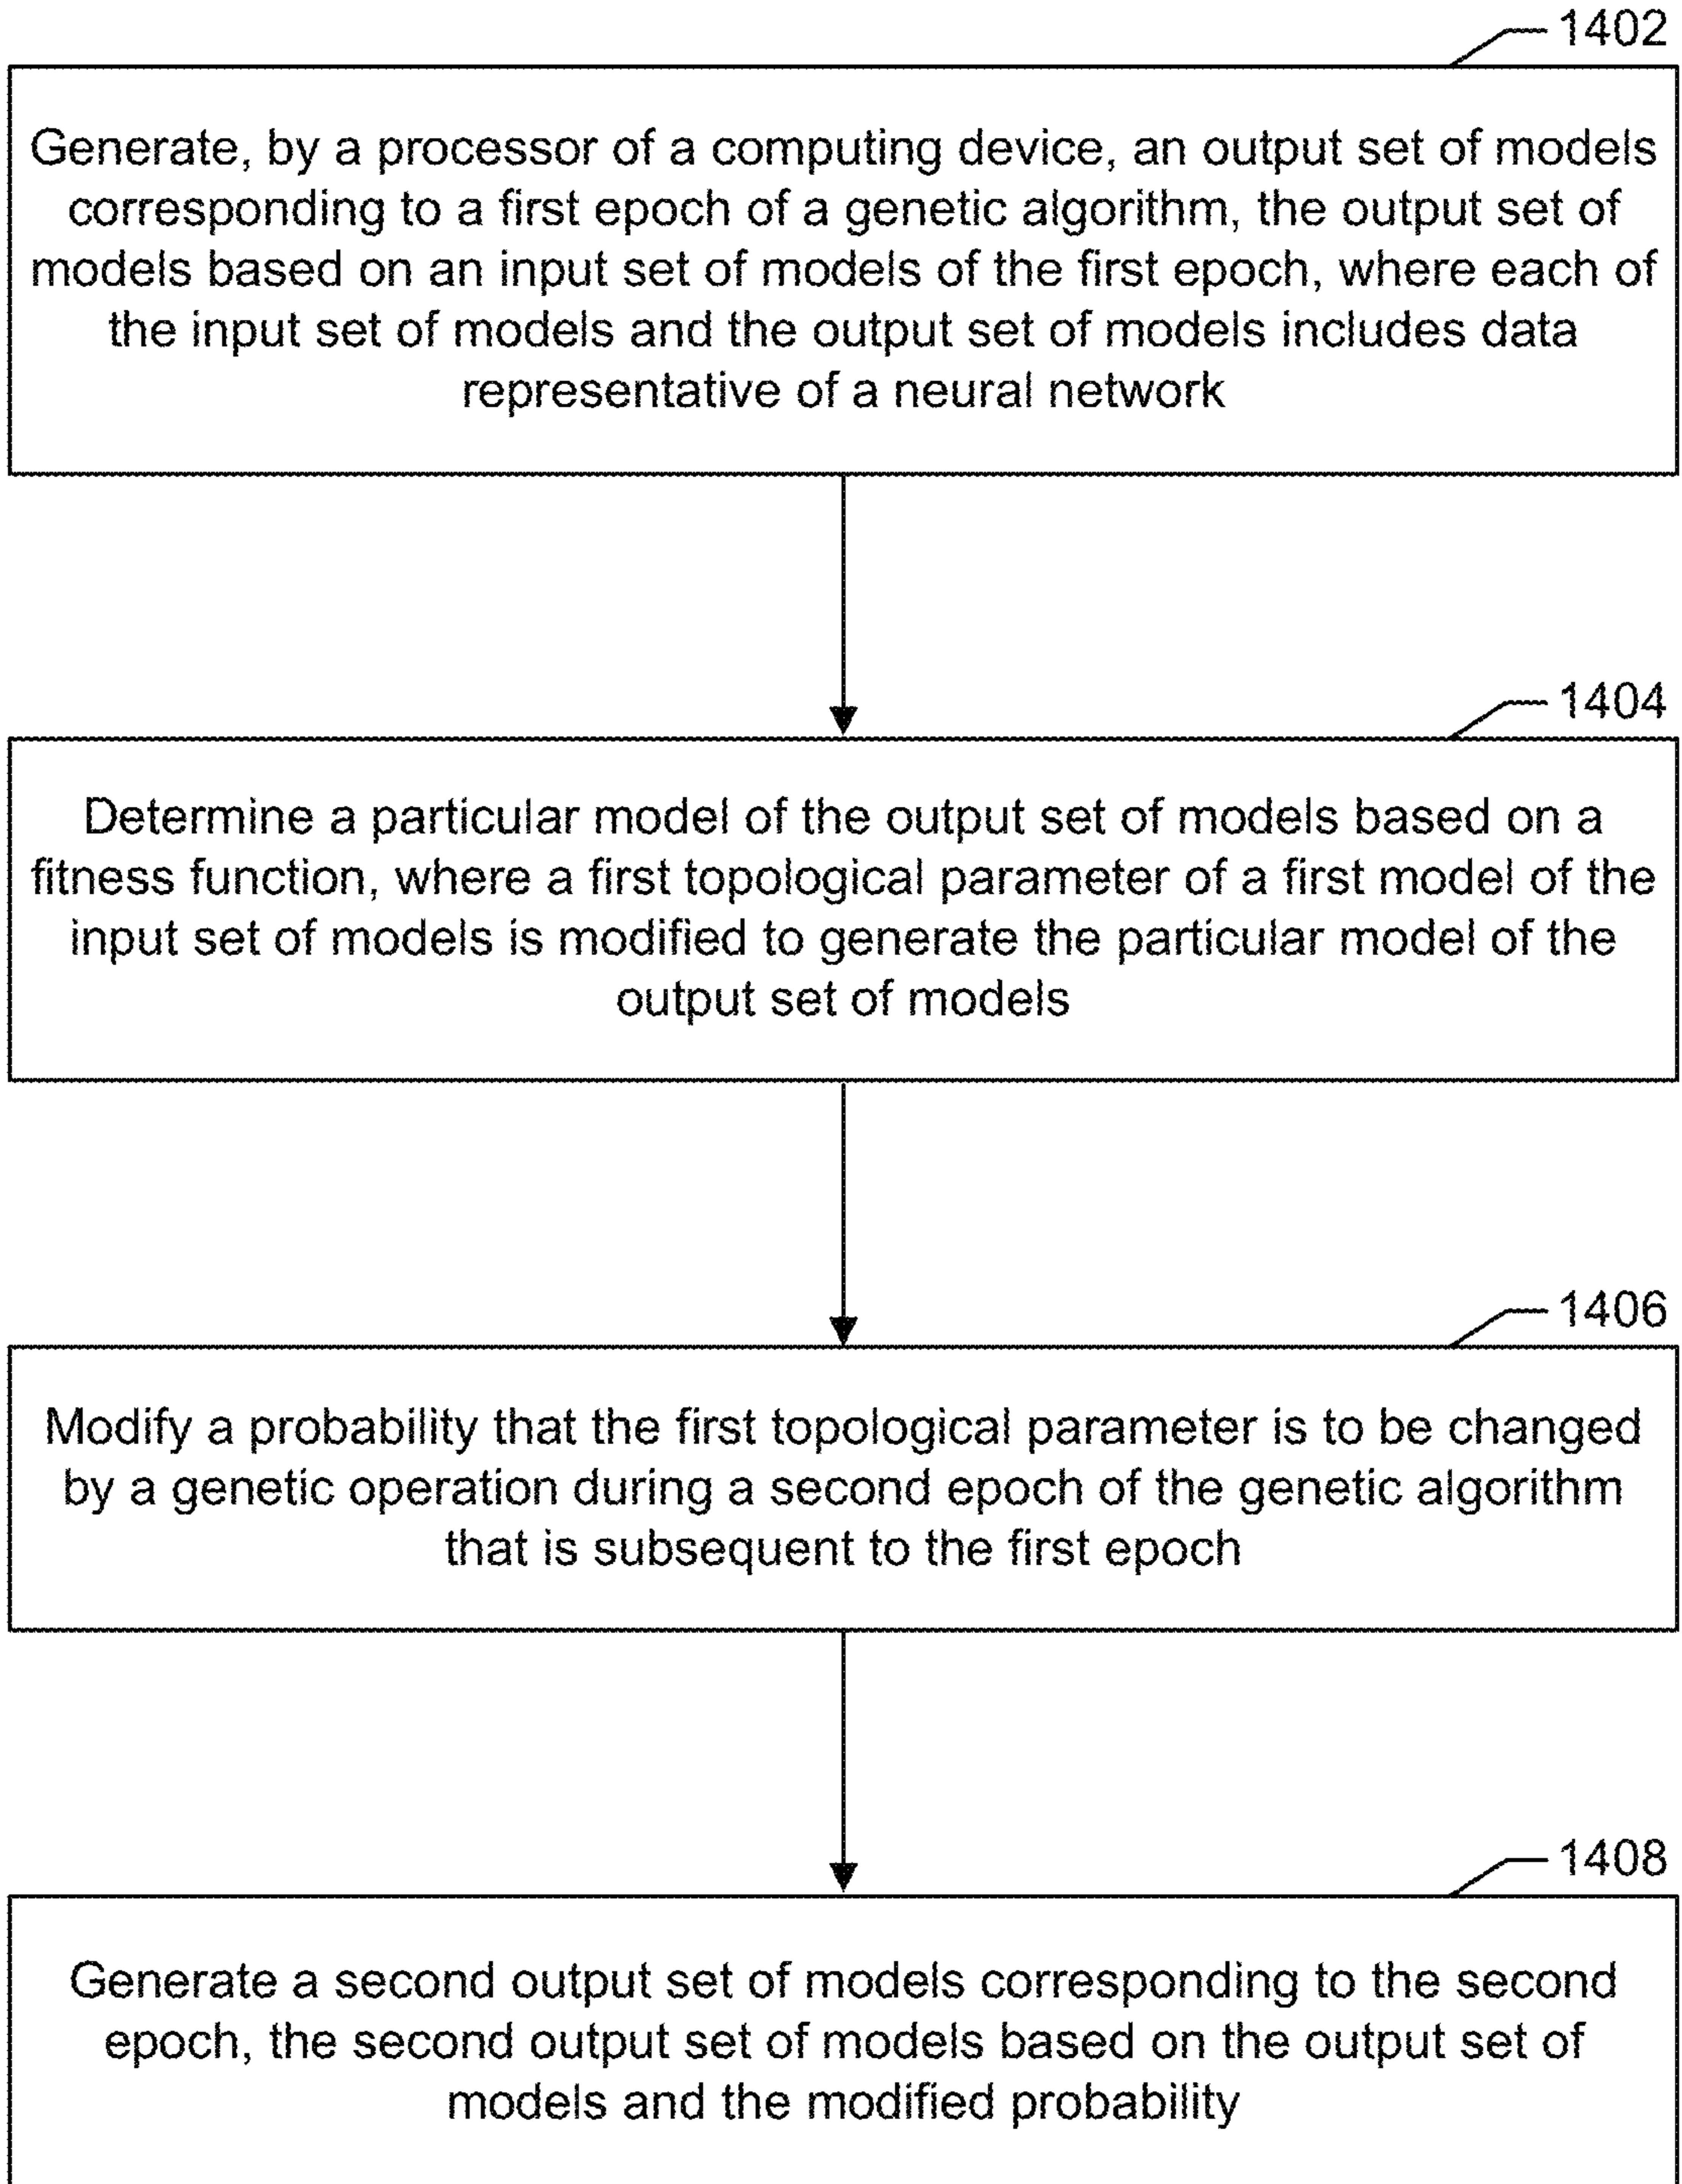 1402
Generate, by a processor of a computing device, an output set of models
corresponding to a first epoch of a genetic algorithm, the output set of
models based on an input set of models of the first epoch, where each of
the input set of models and the output set of models includes data
representative of a neural network
1404
Determine a particular model of the output set of models based on a
fitness function, where a first topological parameter of a first model of the
input set of models is modified to generate the particular model of the
output set of models
1406
Modify a probability that the first topological parameter is to be changed
by a genetic operation during a second epoch of the genetic algorithm
that is subsequent to the first epoch
1408
Generate a second output set of models corresponding to the second
epoch, the second output set of models based on the output set of
models and the modified probability